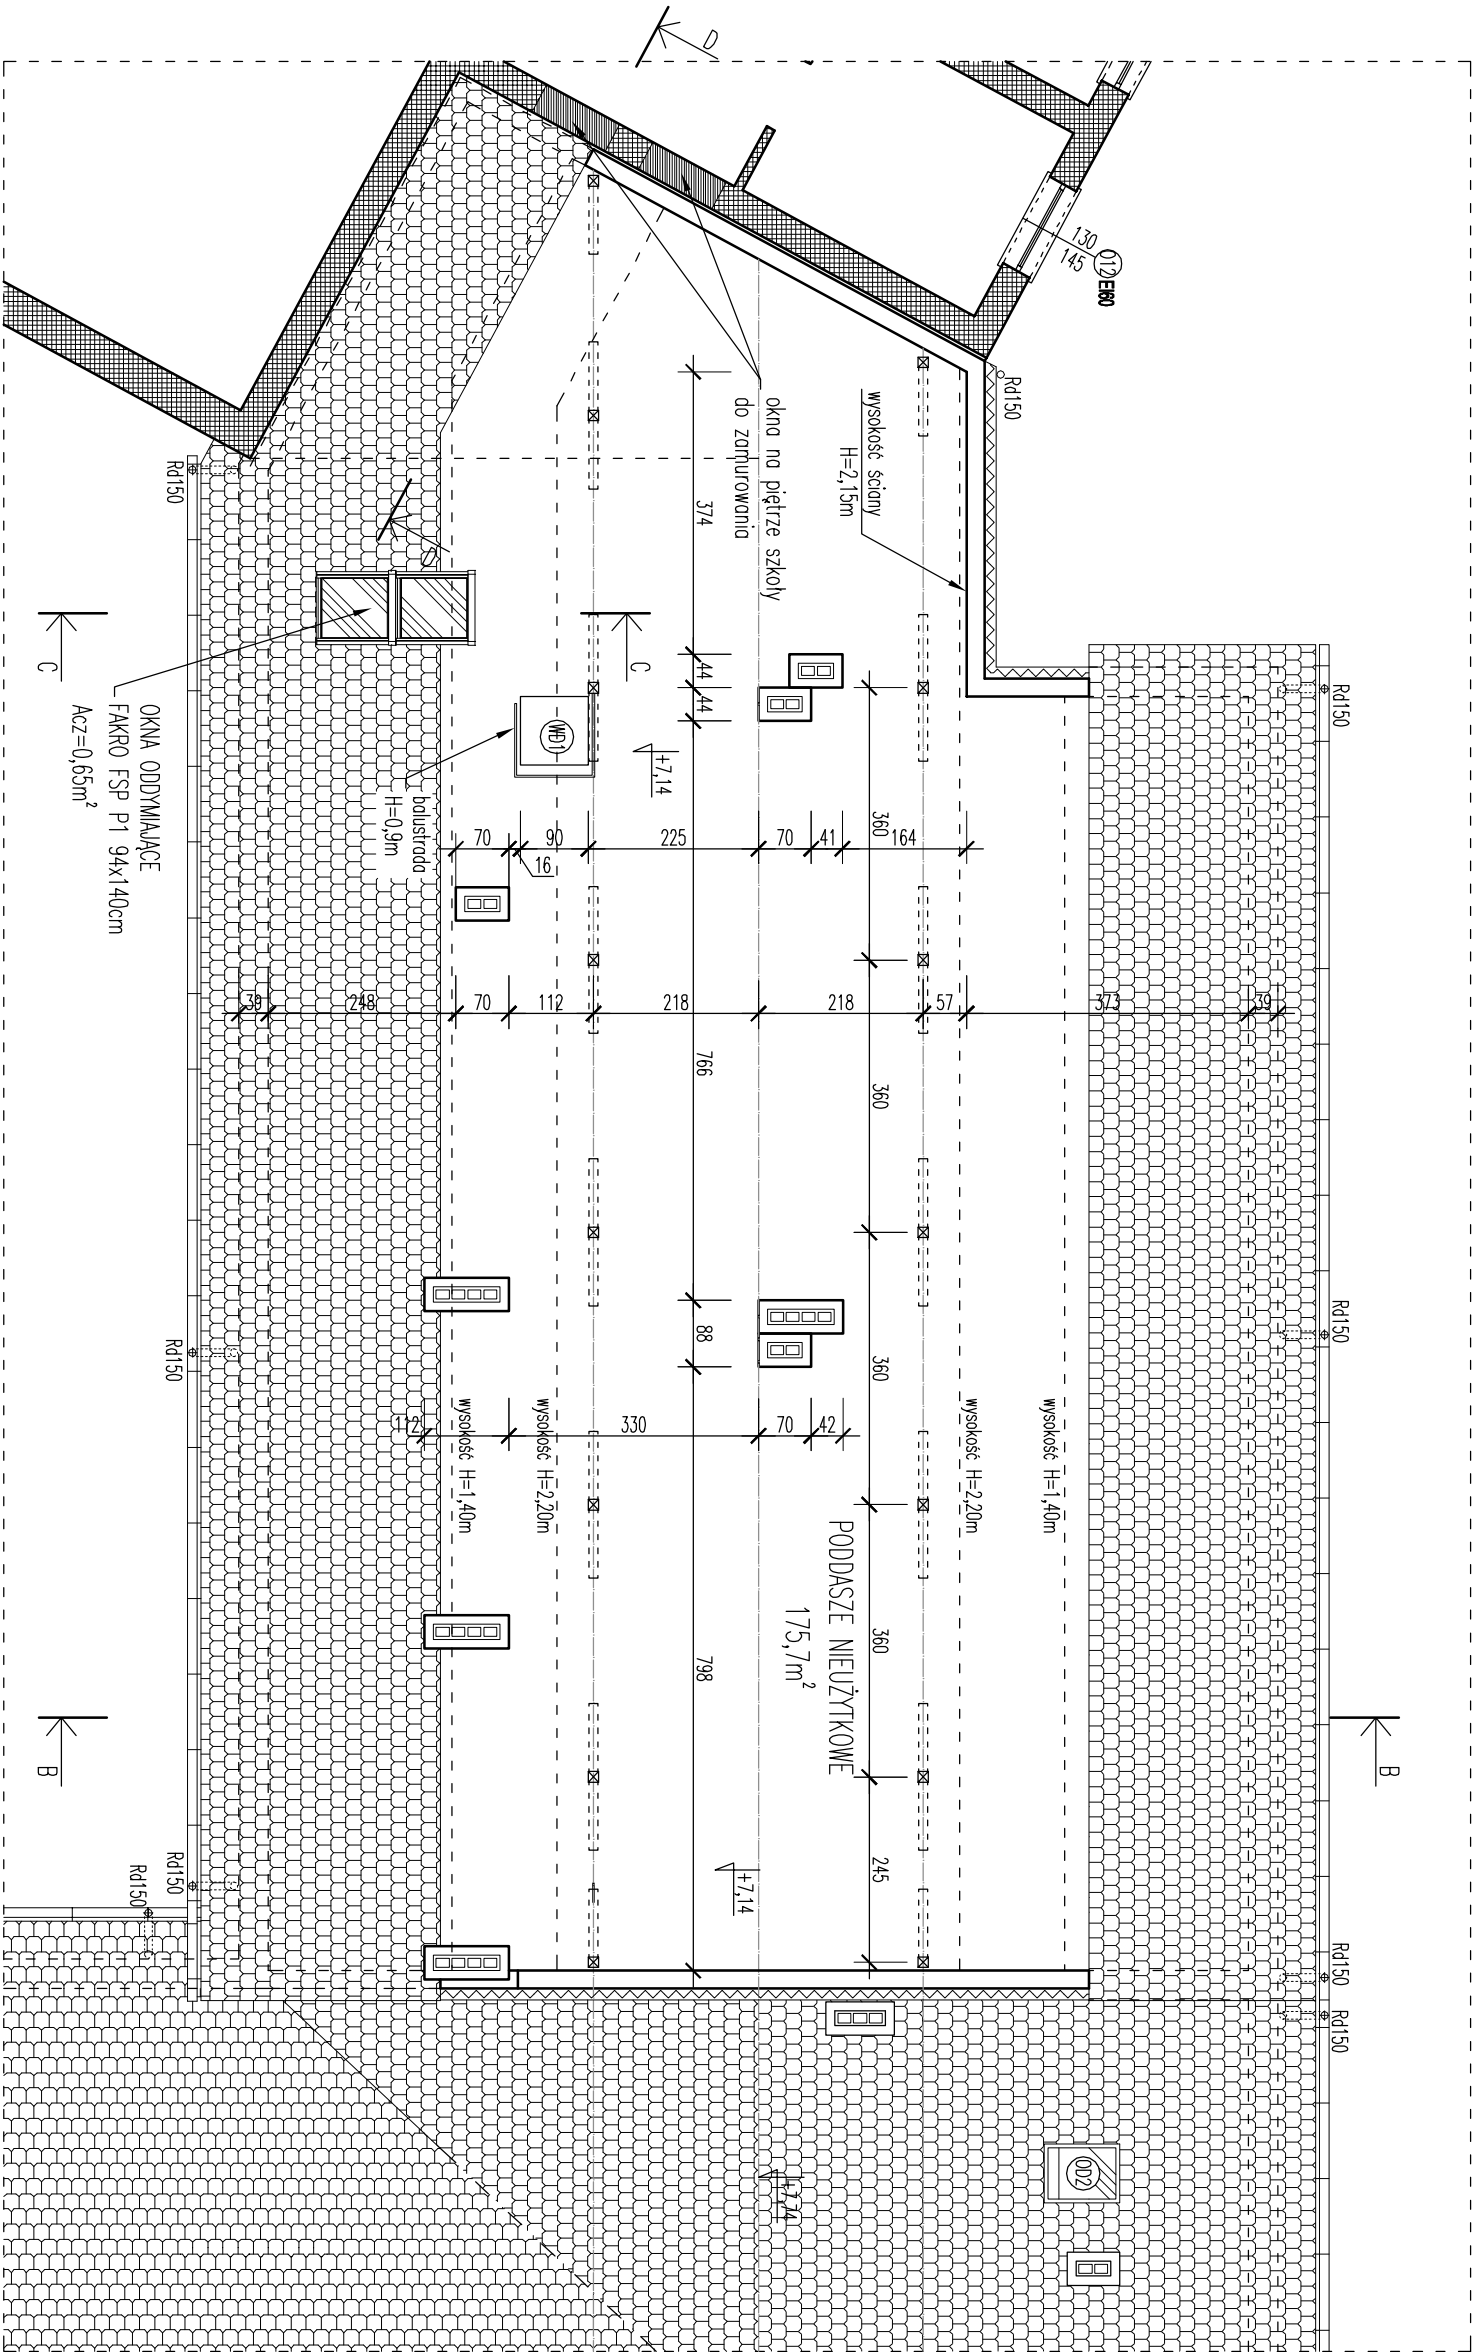 D
130
145
O12
EI60
Rd150
wysokość ściany
H=2,15m
okna na piętrze szkoły
do zamurowania
374
Rd150
D
C
C
44
44
Rd150
WD1
+7,14
OKNA ODDYMIAJĄCE
FAKRO FSP P1 94x140cm
Acz=0,65m²
balustrada
H=0,9m
70
90
16
225
70
41
360
164
39
248
70
112
218
218
57
373
39
766
360
88
360
Rd150
Rd150
112
330
70
42
wysokość H=1,40m
wysokość H=2,20m
wysokość H=2,20m
wysokość H=1,40m
PODDASZE NIEUŻYTKOWE
175,7m²
798
360
B
B
245
+7,14
Rd150
Rd150
Rd150
Rd150
OD2
+7,74